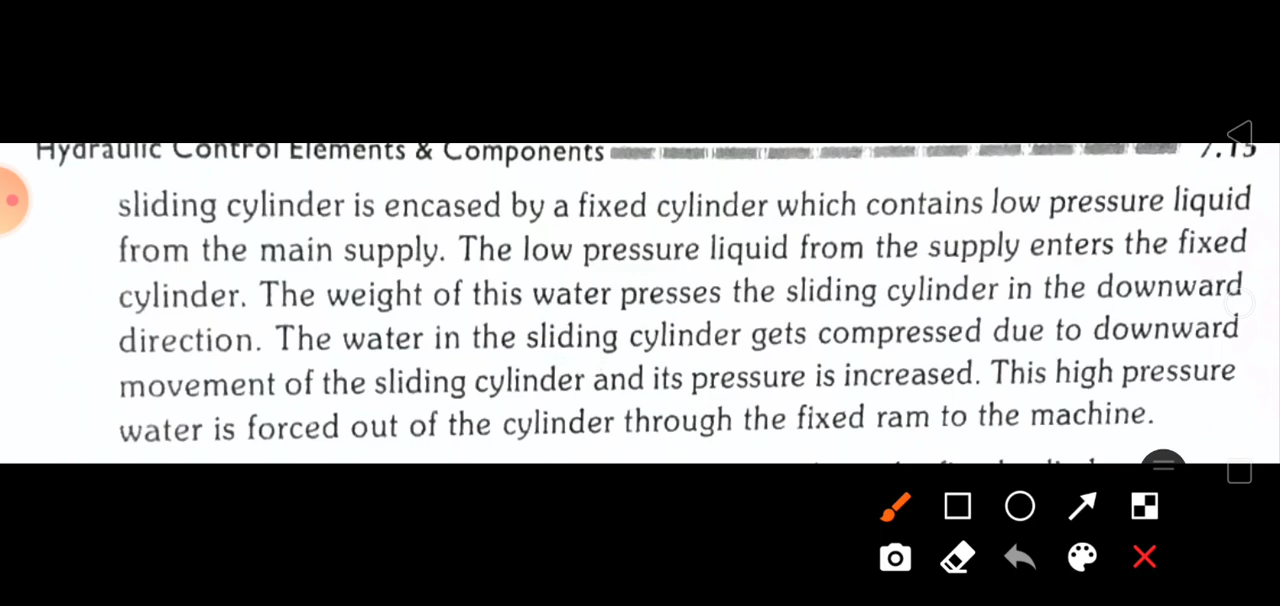 Hydraulic Control Elements & Components 7.15
sliding cylinder is encased by a fixed cylinder which contains low pressure liquid
from the main supply. The low pressure liquid from the supply enters the fixed
cylinder. The weight of this water presses the sliding cylinder in the downward
direction. The water in the sliding cylinder gets compressed due to downward
movement of the sliding cylinder and its pressure is increased. This high pressure
water is forced out of the cylinder through the fixed ram to the machine.